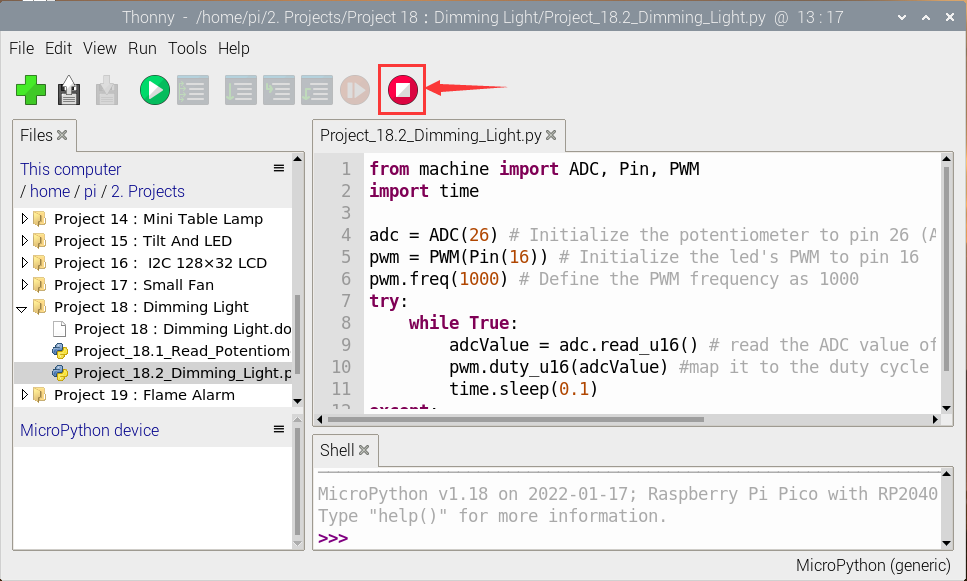 Thonny - /home/pi/2. Projects/Project 18 : Dimming Light/Project_18.2_Dimming_Light.py @ 13 : 17
File Edit View Run Tools Help
Files
This computer
/ home / pi / 2. Projects
Project 14 : Mini Table Lamp
Project 15 : Tilt And LED
Project 16 : I2C 128×32 LCD
Project 17 : Small Fan
Project 18 : Dimming Light
Project 18 : Dimming Light.do
Project_18.1_Read_Potentiom
Project_18.2_Dimming_Light.p
Project 19 : Flame Alarm
MicroPython device
Project_18.2_Dimming_Light.py
1 from machine import ADC, Pin, PWM
2 import time
3
4 adc = ADC(26) # Initialize the potentiometer to pin 26 (A
5 pwm = PWM(Pin(16)) # Initialize the led's PWM to pin 16
6 pwm.freq(1000) # Define the PWM frequency as 1000
7 try:
8     while True:
9         adcValue = adc.read_u16() # read the ADC value of
10         pwm.duty_u16(adcValue) #map it to the duty cycle
11         time.sleep(0.1)
12 except:
Shell
MicroPython v1.18 on 2022-01-17; Raspberry Pi Pico with RP2040
Type "help()" for more information.
>>>
MicroPython (generic)